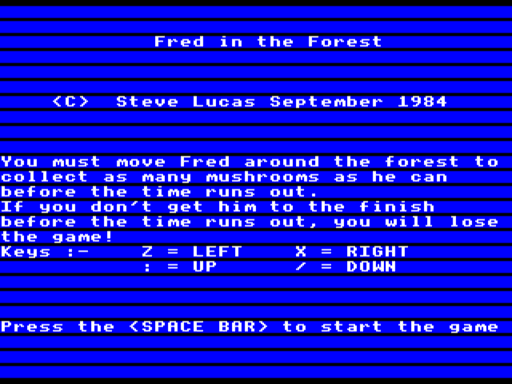 Fred in the Forest
<C> Steve Lucas September 1984
You must move Fred around the forest to
collect as many mushrooms as he can
before the time runs out.
If you don't get him to the finish
before the time runs out, you will lose
the game!
Keys :- Z = LEFT X = RIGHT
: = UP / = DOWN
Press the <SPACE BAR> to start the game